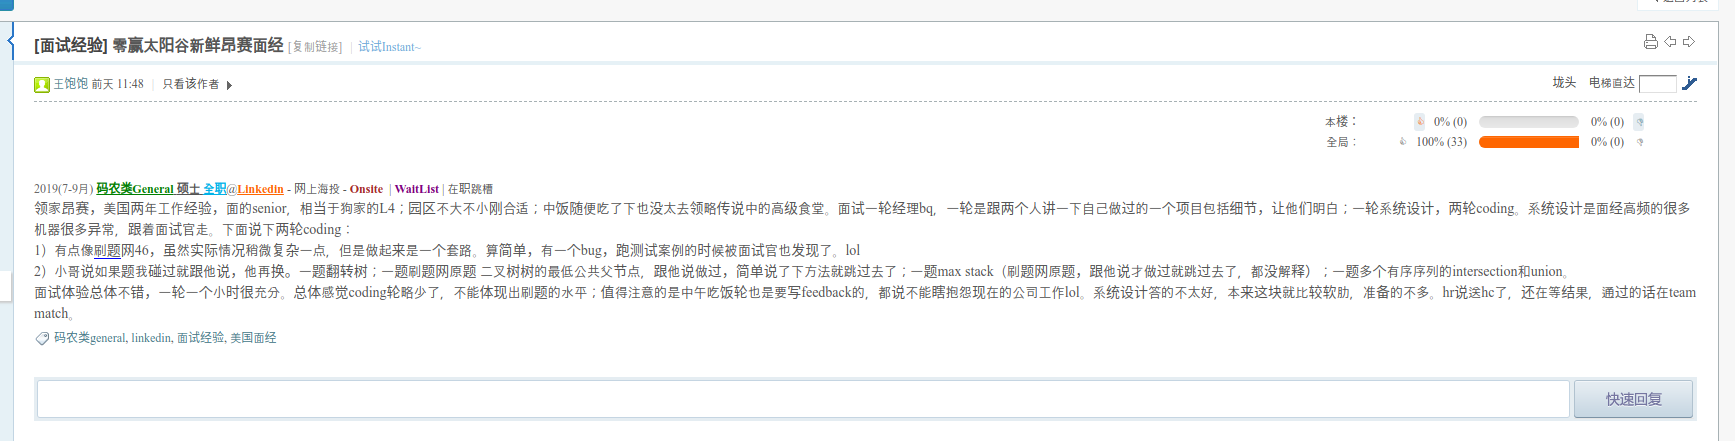 [面试经验] 零赢太阳谷新鲜昂赛面经 [复制链接] | 试试Instant~
王饱饱 前天 11:48 | 只看该作者
垅头 电梯直达
本楼： 0% (0) 0% (0)
全局： 100% (33) 0% (0)
2019(7-9月) 码农类General 硕士 全职@Linkedin - 网上海投 - Onsite | WaitList | 在职跳槽
领家昂赛，美国两年工作经验，面的senior，相当于狗家的L4；园区不大不小刚合适；中饭随便吃了下也没太去领略传说中的高级食堂。面试一轮经理bq，一轮是跟两个人讲一下自己做过的一个项目包括细节，让他们明白；一轮系统设计，两轮coding。系统设计是面经高频的很多
机器很多异常，跟着面试官走。下面说下两轮coding：
1）有点像刷题网46，虽然实际情况稍微复杂一点，但是做起来是一个套路。算简单，有一个bug，跑测试案例的时候被面试官也发现了。lol
2）小哥说如果题我碰过就跟他说，他再换。一题翻转树；一题刷题网原题 二叉树树的最低公共父节点，跟他说做过，简单说了下方法就跳过去了；一题max stack（刷题网原题，跟他说才做过就跳过去了，都没解释）；一题多个有序序列的intersection和union。
面试体验总体不错，一轮一个小时很充分。总体感觉coding轮略少了，不能体现出刷题的水平；值得注意的是中午吃饭轮也是要写feedback的，都说不能瞎抱怨现在的公司工作lol。系统设计答的不太好，本来这块就比较软肋，准备的不多。hr说送hc了，还在等结果，通过的话在team
match。
码农类general, linkedin, 面试经验, 美国面经
快速回复